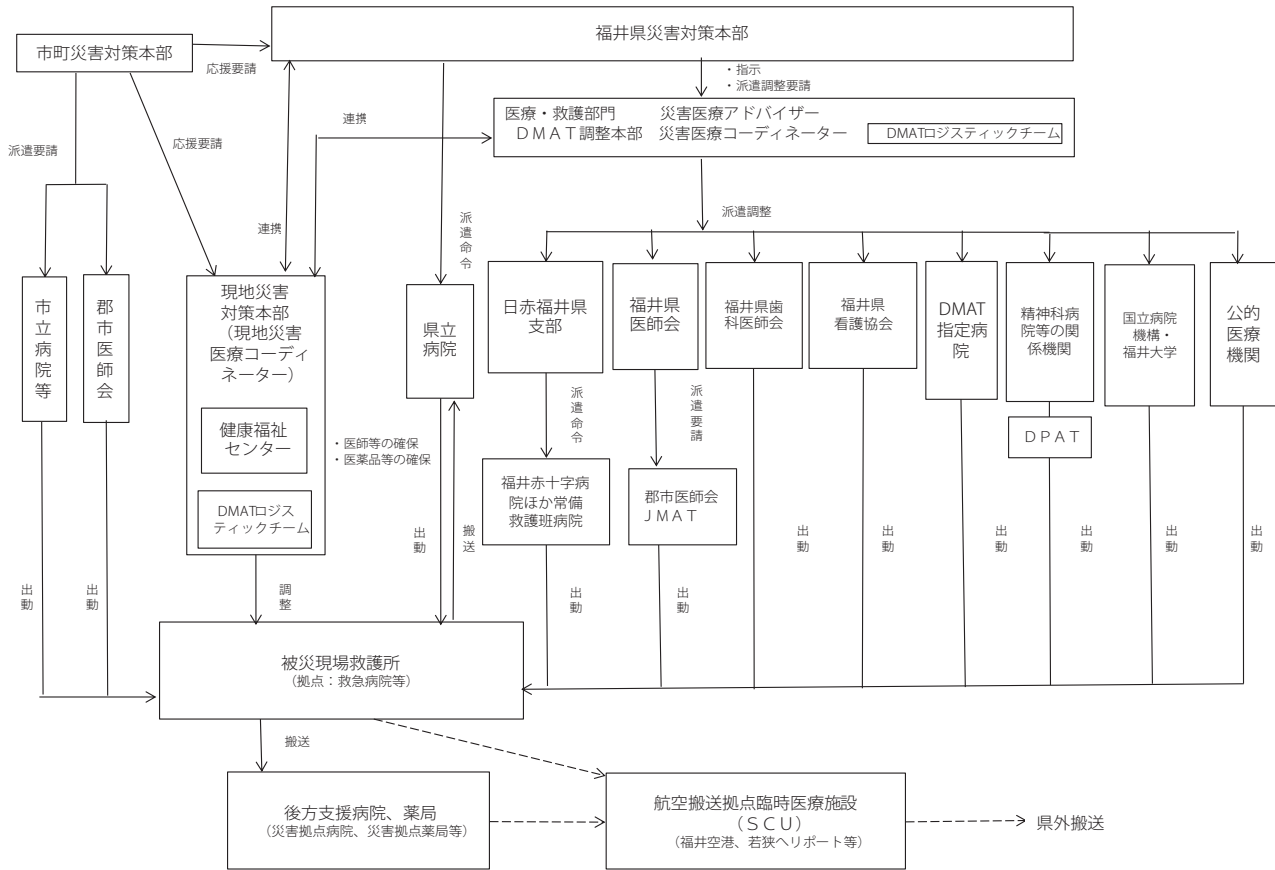 福井県災害対策本部
市町災害対策本部
応援要請
・指示
・派遣調整要請
医療・救護部門　災害医療アドバイザー
ＤＭＡＴ調整本部　災害医療コーディネーター
DMATロジスティックチーム
連携
派遣要請
応援要請
連携
派遣命令
派遣調整
市立病院等
郡市医師会
現地災害
対策本部
（現地災害
医療コーディ
ネーター）
健康福祉
センター
DMATロジス
ティックチーム
・医師等の確保
・医薬品等の確保
県立
病院
日赤福井県
支部
福井県
医師会
福井県歯
科医師会
福井県
看護協会
DMAT
指定病
院
精神科病
院等の関
係機関
国立病院
機構・
福井大学
公的
医療
機関
派遣命令
派遣要請
ＤＰＡＴ
福井赤十字病
院ほか常備
救護班病院
郡市医師会
ＪＭＡＴ
出動
出動
調整
出動
搬送
出動
出動
出動
出動
出動
出動
出動
出動
被災現場救護所
（拠点：救急病院等）
搬送
後方支援病院、薬局
（災害拠点病院、災害拠点薬局等）
航空搬送拠点臨時医療施設
（ＳＣＵ）
（福井空港、若狭ヘリポート等）
県外搬送